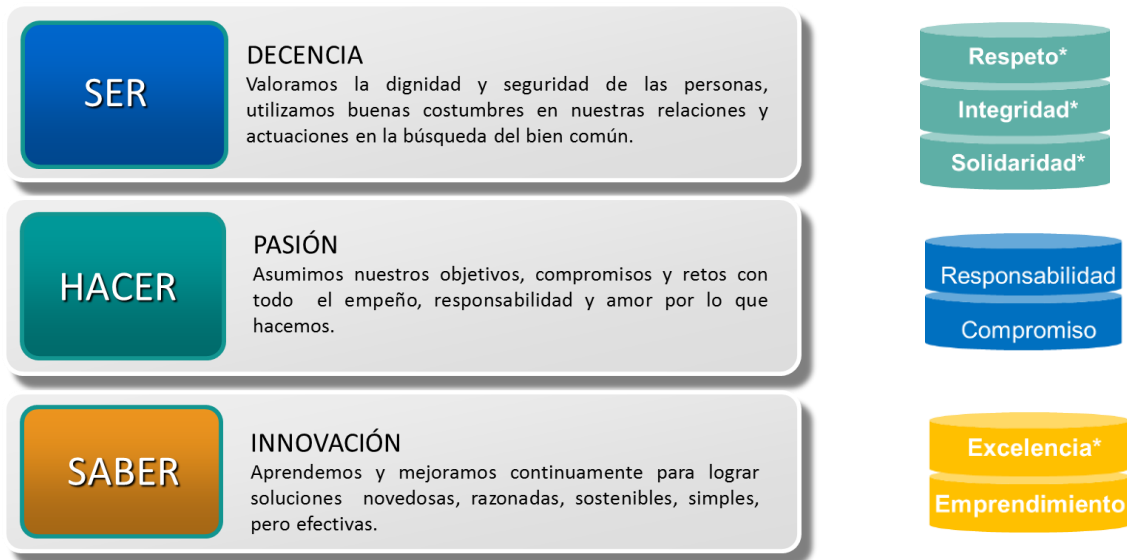 SER
DECENCIA
Valoramos la dignidad y seguridad de las personas,
utilizamos buenas costumbres en nuestras relaciones y
actuaciones en la búsqueda del bien común.
Respeto*
Integridad*
Solidaridad*
HACER
PASIÓN
Asumimos nuestros objetivos, compromisos y retos con
todo el empeño, responsabilidad y amor por lo que
hacemos.
Responsabilidad
Compromiso
SABER
INNOVACIÓN
Aprendemos y mejoramos continuamente para lograr
soluciones novedosas, razonadas, sostenibles, simples,
pero efectivas.
Excelencia*
Emprendimiento